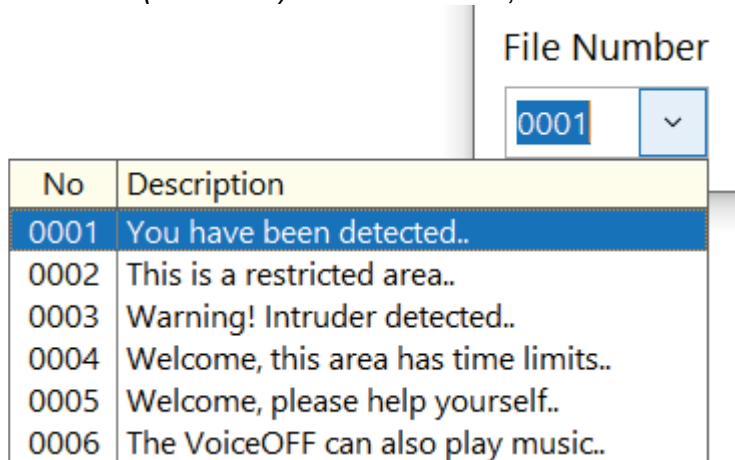 File Number
0001
No Description
0001 You have been detected..
0002 This is a restricted area..
0003 Warning! Intruder detected..
0004 Welcome, this area has time limits..
0005 Welcome, please help yourself..
0006 The VoiceOFF can also play music..